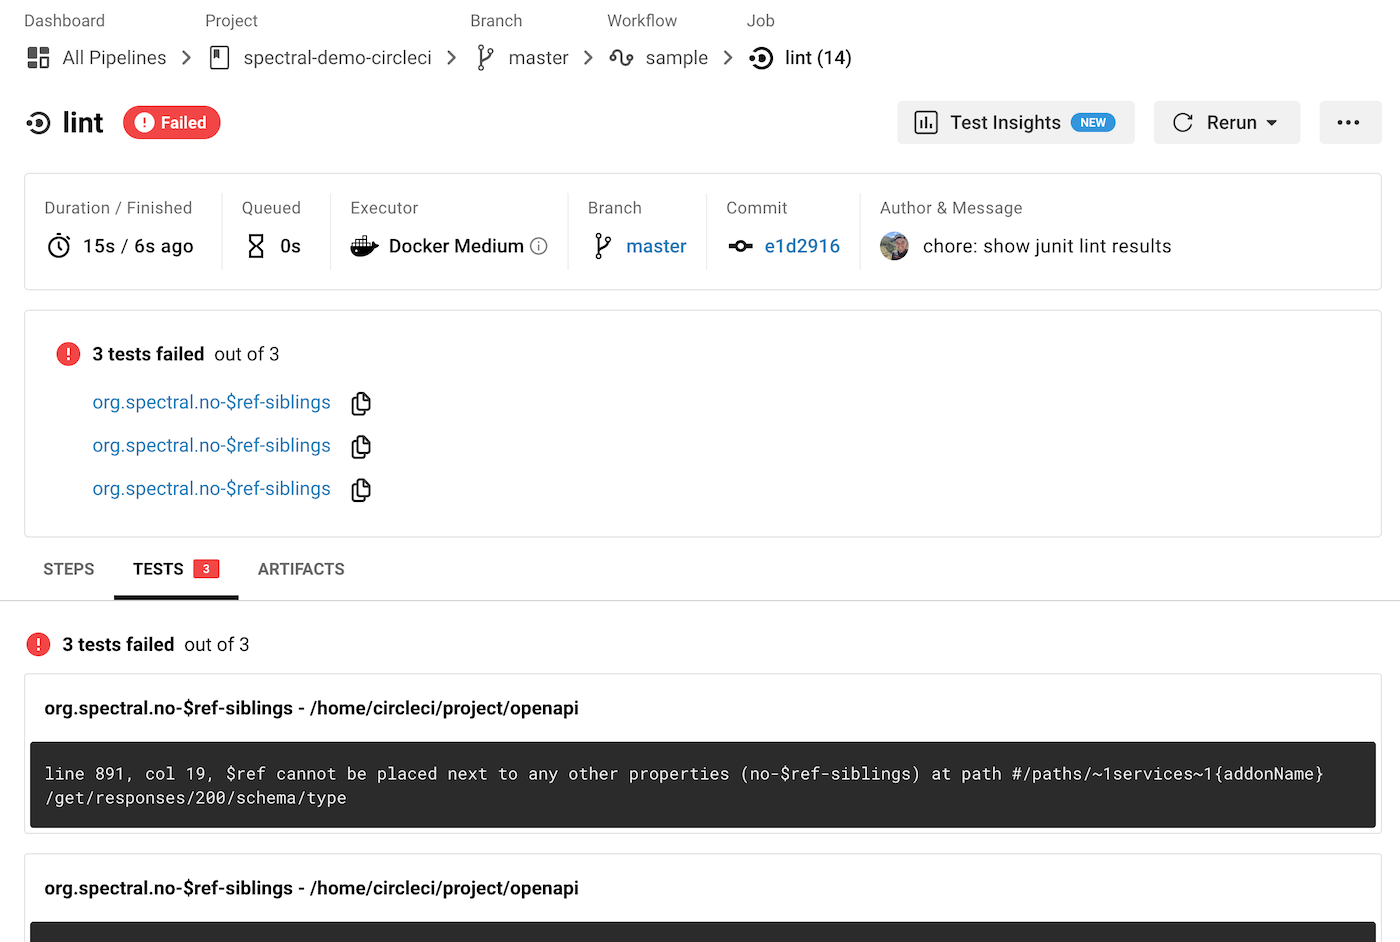 Dashboard Project Branch Workflow Job
All Pipelines spectral-demo-circleci master sample lint (14)
lint Failed Test Insights NEW Rerun
Duration / Finished Queued Executor Branch Commit Author & Message
15s / 6s ago 0s Docker Medium master e1d2916 chore: show junit lint results
3 tests failed out of 3
org.spectral.no-$ref-siblings
org.spectral.no-$ref-siblings
org.spectral.no-$ref-siblings
STEPS TESTS 3 ARTIFACTS
3 tests failed out of 3
org.spectral.no-$ref-siblings - /home/circleci/project/openapi
line 891, col 19, $ref cannot be placed next to any other properties (no-$ref-siblings) at path #/paths/~1services~1{addonName}
/get/responses/200/schema/type
org.spectral.no-$ref-siblings - /home/circleci/project/openapi